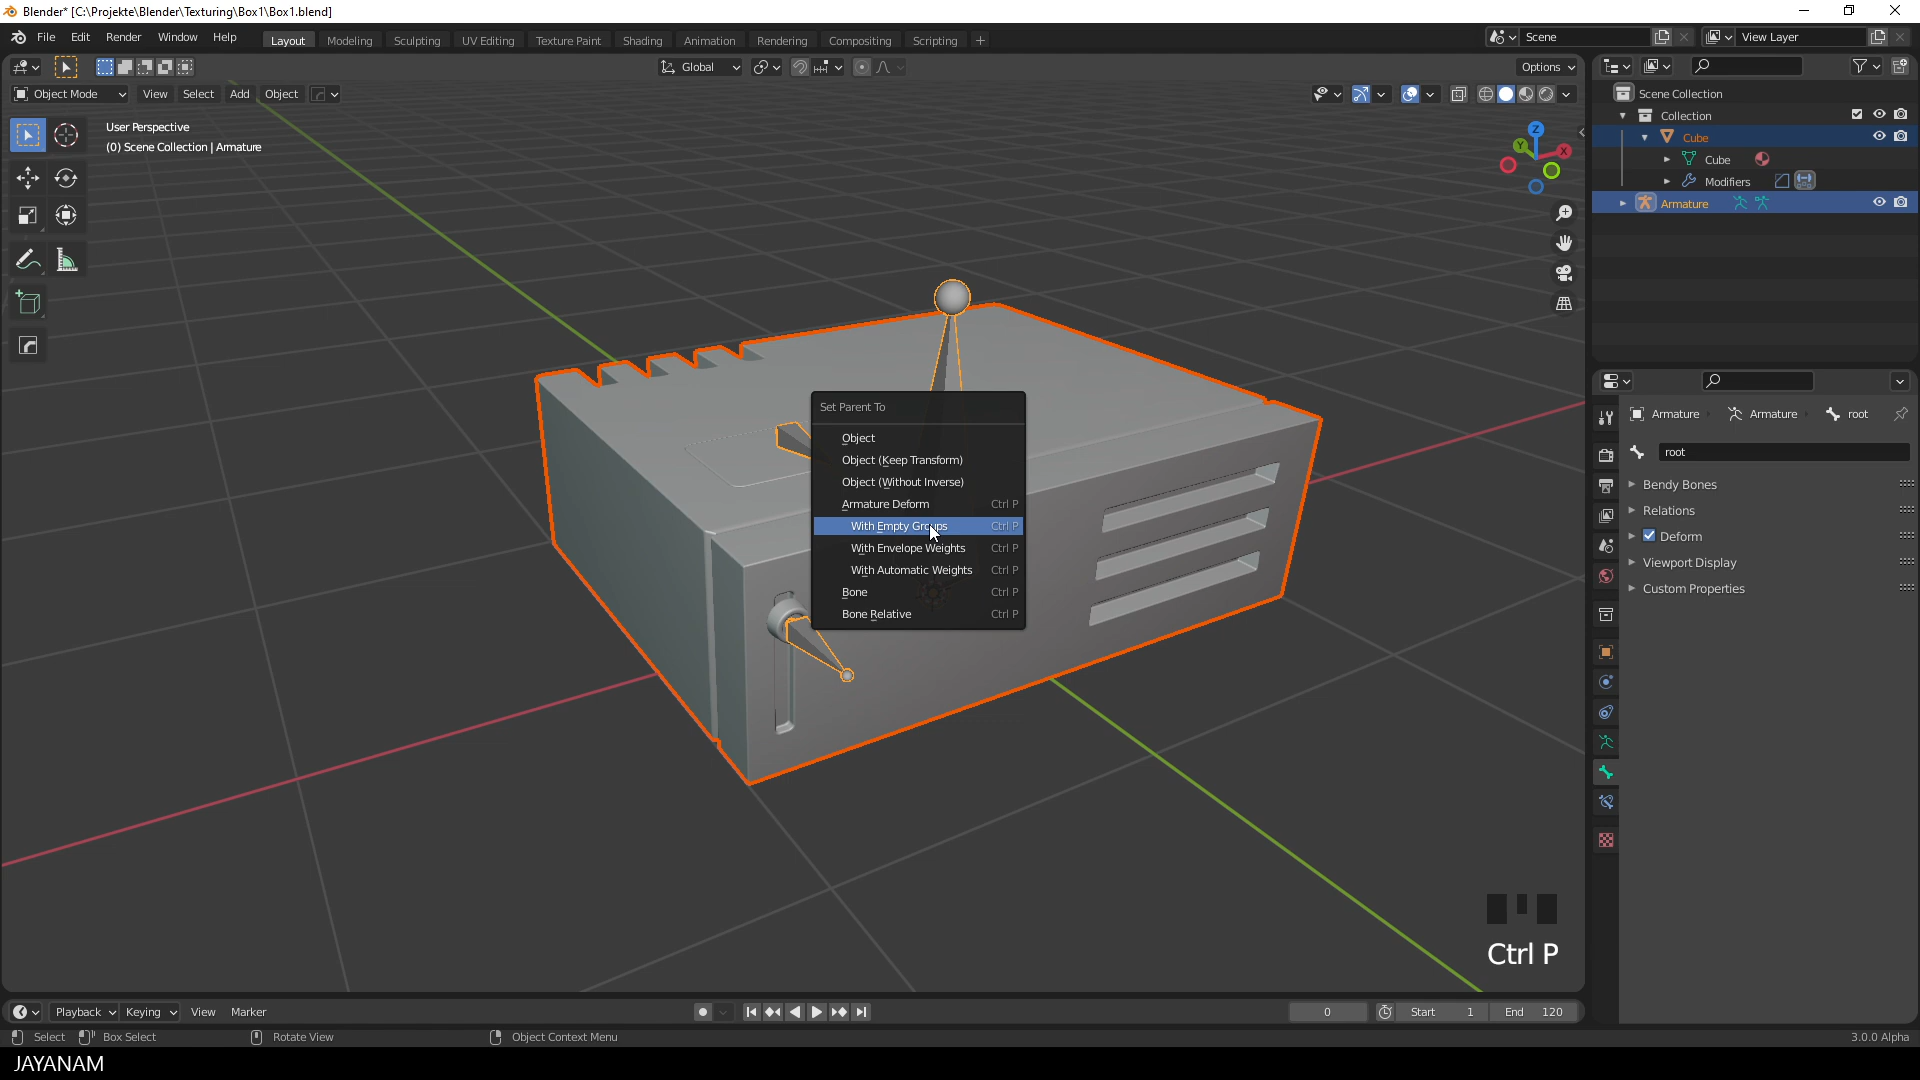 Blender* [C:\Projekte\Blender\Texturing\Box1\Box1.blend]
File Edit Render Window Help Layout Modeling Sculpting UV Editing Texture Paint Shading Animation Rendering Compositing Scripting + Scene View Layer
Global Options
Object Mode View Select Add Object
User Perspective
(0) Scene Collection | Armature
Z
Y
X
Scene Collection
Collection
Cube
Cube
Modifiers
Armature
Set Parent To
Object
Object (Keep Transform)
Object (Without Inverse)
Armature Deform Ctrl P
With Empty Groups Ctrl P
With Envelope Weights Ctrl P
With Automatic Weights Ctrl P
Bone Ctrl P
Bone Relative Ctrl P
Armature Armature root
root
Bendy Bones
Relations
Deform
Viewport Display
Custom Properties
Ctrl P
Playback Keying View Marker 0 Start 1 End 120
Select Box Select Rotate View Object Context Menu 3.0.0 Alpha
JAYANAM